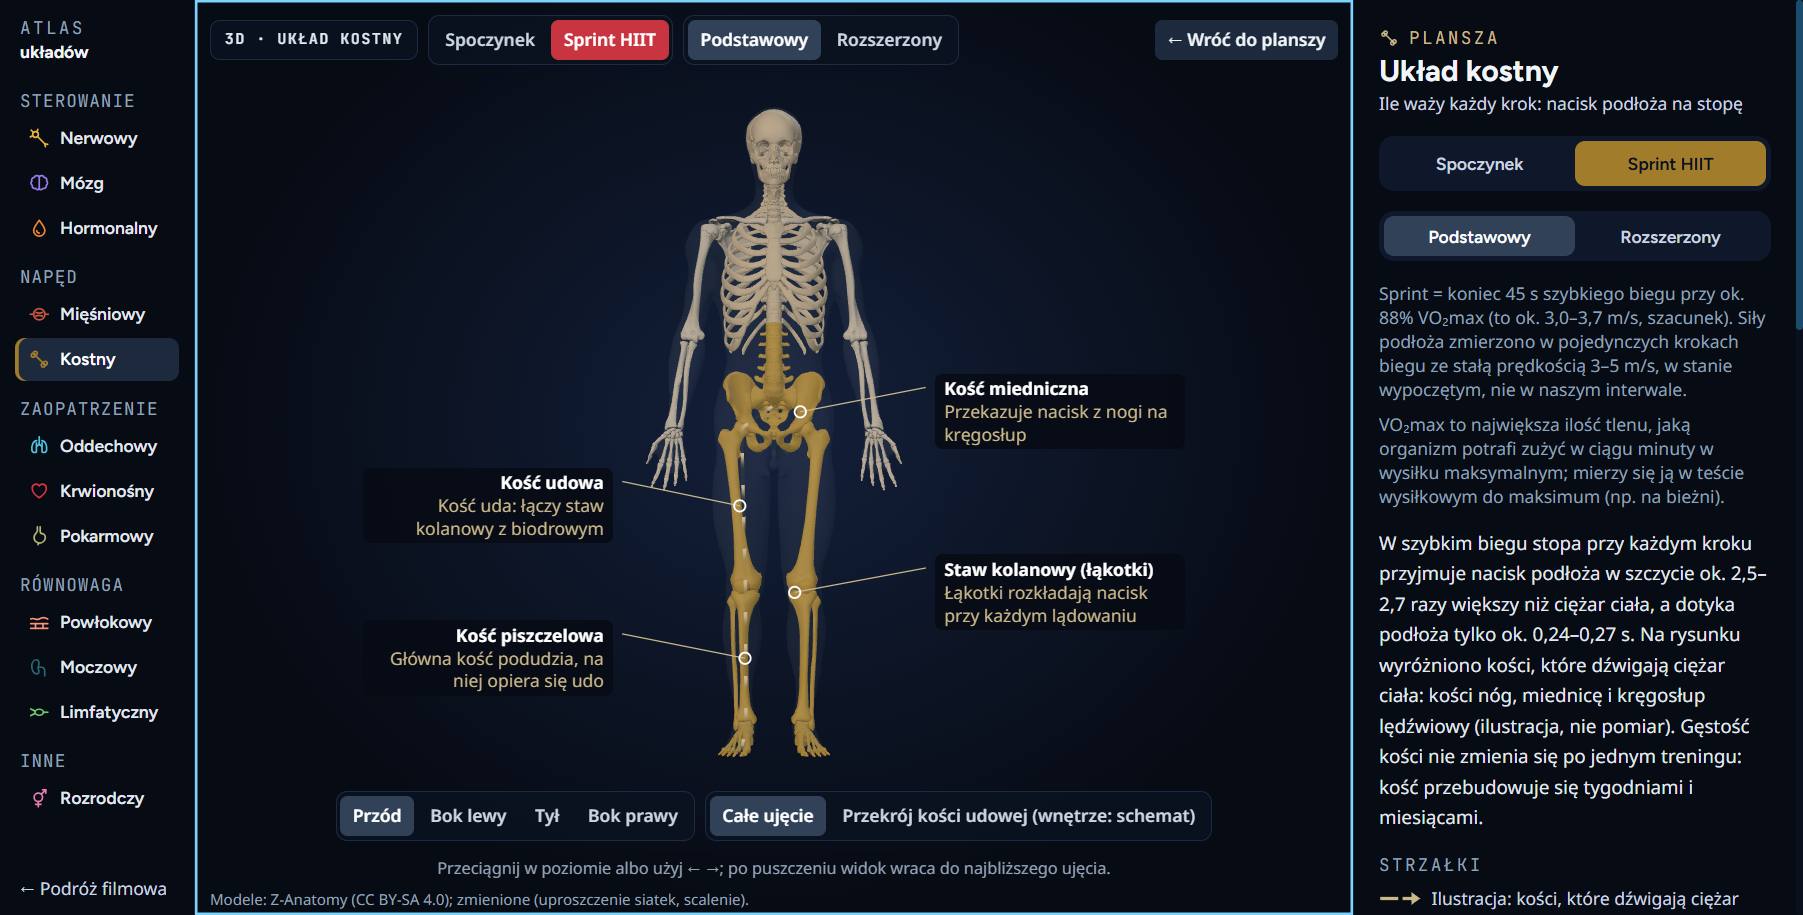 ATLAS
układów
STEROWANIE
Nerwowy
Mózg
Hormonalny
NAPĘD
Mięśniowy
Kostny
ZAOPATRZENIE
Oddechowy
Krwionośny
Pokarmowy
RÓWNOWAGA
Powłokowy
Moczowy
Limfatyczny
INNE
Rozrodczy
← Podróż filmowa
3D · UKŁAD KOSTNY
Spoczynek Sprint HIIT
Podstawowy Rozszerzony
← Wróć do planszy
Kość miedniczna
Przekazuje nacisk z nogi na
kręgosłup
Kość udowa
Kość uda: łączy staw
kolanowy z biodrowym
Staw kolanowy (łąkotki)
Łąkotki rozkładają nacisk
przy każdym lądowaniu
Kość piszczelowa
Główna kość podudzia, na
niej opiera się udo
Przód Bok lewy Tył Bok prawy
Całe ujęcie Przekrój kości udowej (wnętrze: schemat)
Przeciągnij w poziomie albo użyj ← →; po puszczeniu widok wraca do najbliższego ujęcia.
Modele: Z-Anatomy (CC BY-SA 4.0); zmienione (uproszczenie siatek, scalenie).
PLANSZA
Układ kostny
Ile waży każdy krok: nacisk podłoża na stopę
Spoczynek Sprint HIIT
Podstawowy Rozszerzony
Sprint = koniec 45 s szybkiego biegu przy ok.
88% VO₂max (to ok. 3,0–3,7 m/s, szacunek). Siły
podłoża zmierzono w pojedynczych krokach
biegu ze stałą prędkością 3–5 m/s, w stanie
wypoczętym, nie w naszym interwale.
VO₂max to największa ilość tlenu, jaką
organizm potrafi zużyć w ciągu minuty w
wysiłku maksymalnym; mierzy się ją w teście
wysiłkowym do maksimum (np. na bieżni).
W szybkim biegu stopa przy każdym kroku
przyjmuje nacisk podłoża w szczycie ok. 2,5–
2,7 razy większy niż ciężar ciała, a dotyka
podłoża tylko ok. 0,24–0,27 s. Na rysunku
wyróżniono kości, które dźwigają ciężar
ciała: kości nóg, miednicę i kręgosłup
lędźwiowy (ilustracja, nie pomiar). Gęstość
kości nie zmienia się po jednym treningu:
kość przebudowuje się tygodniami i
miesiącami.
STRZAŁKI
Ilustracja: kości, które dźwigają ciężar